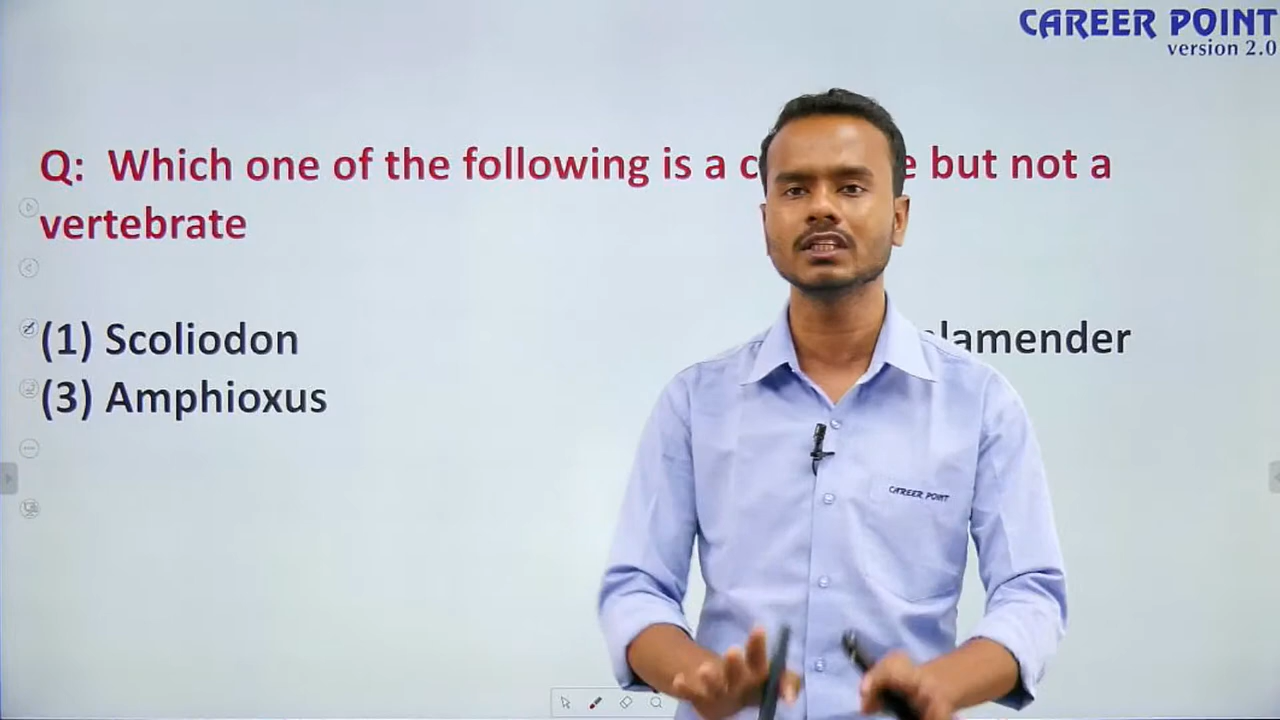 CAREER POINT
version 2.0
Q: Which one of the following is a but not a
vertebrate
(1) Scoliodon
(3) Amphioxus
CAREER POINT